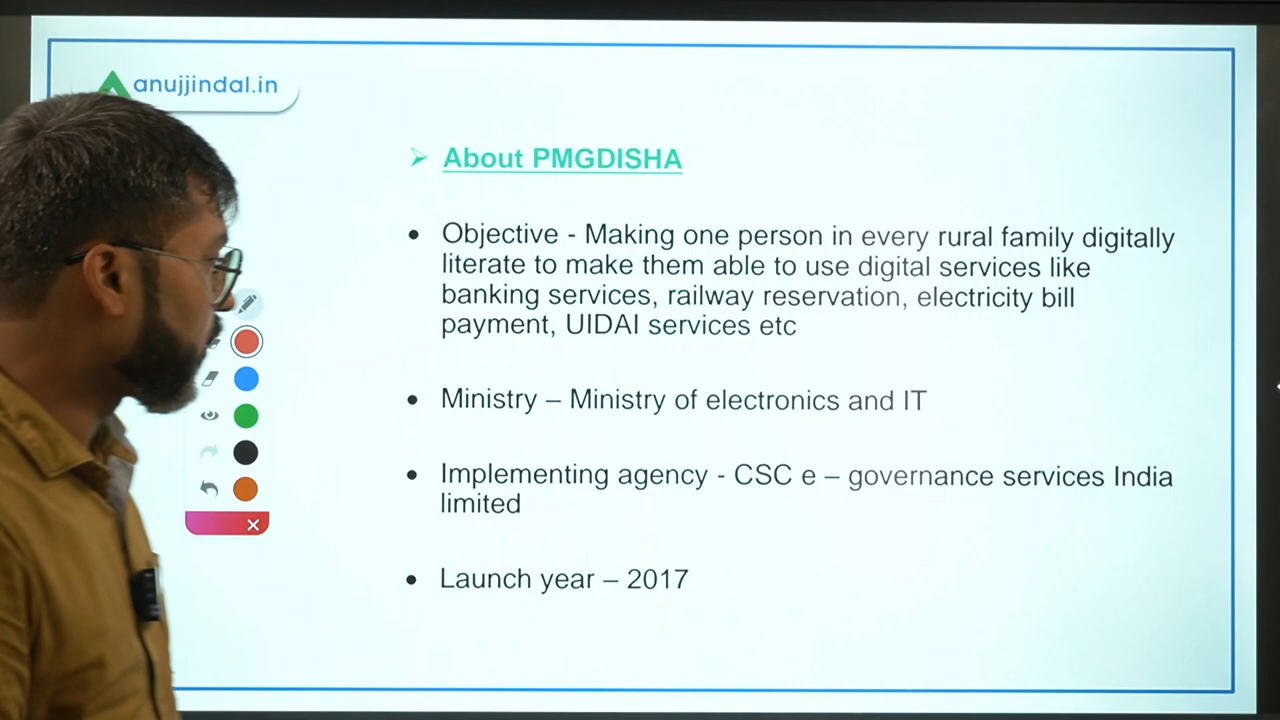 anujjindal.in
About PMGDISHA
Objective - Making one person in every rural family digitally
literate to make them able to use digital services like
banking services, railway reservation, electricity bill
payment, UIDAI services etc
Ministry – Ministry of electronics and IT
Implementing agency - CSC e – governance services India
limited
Launch year – 2017